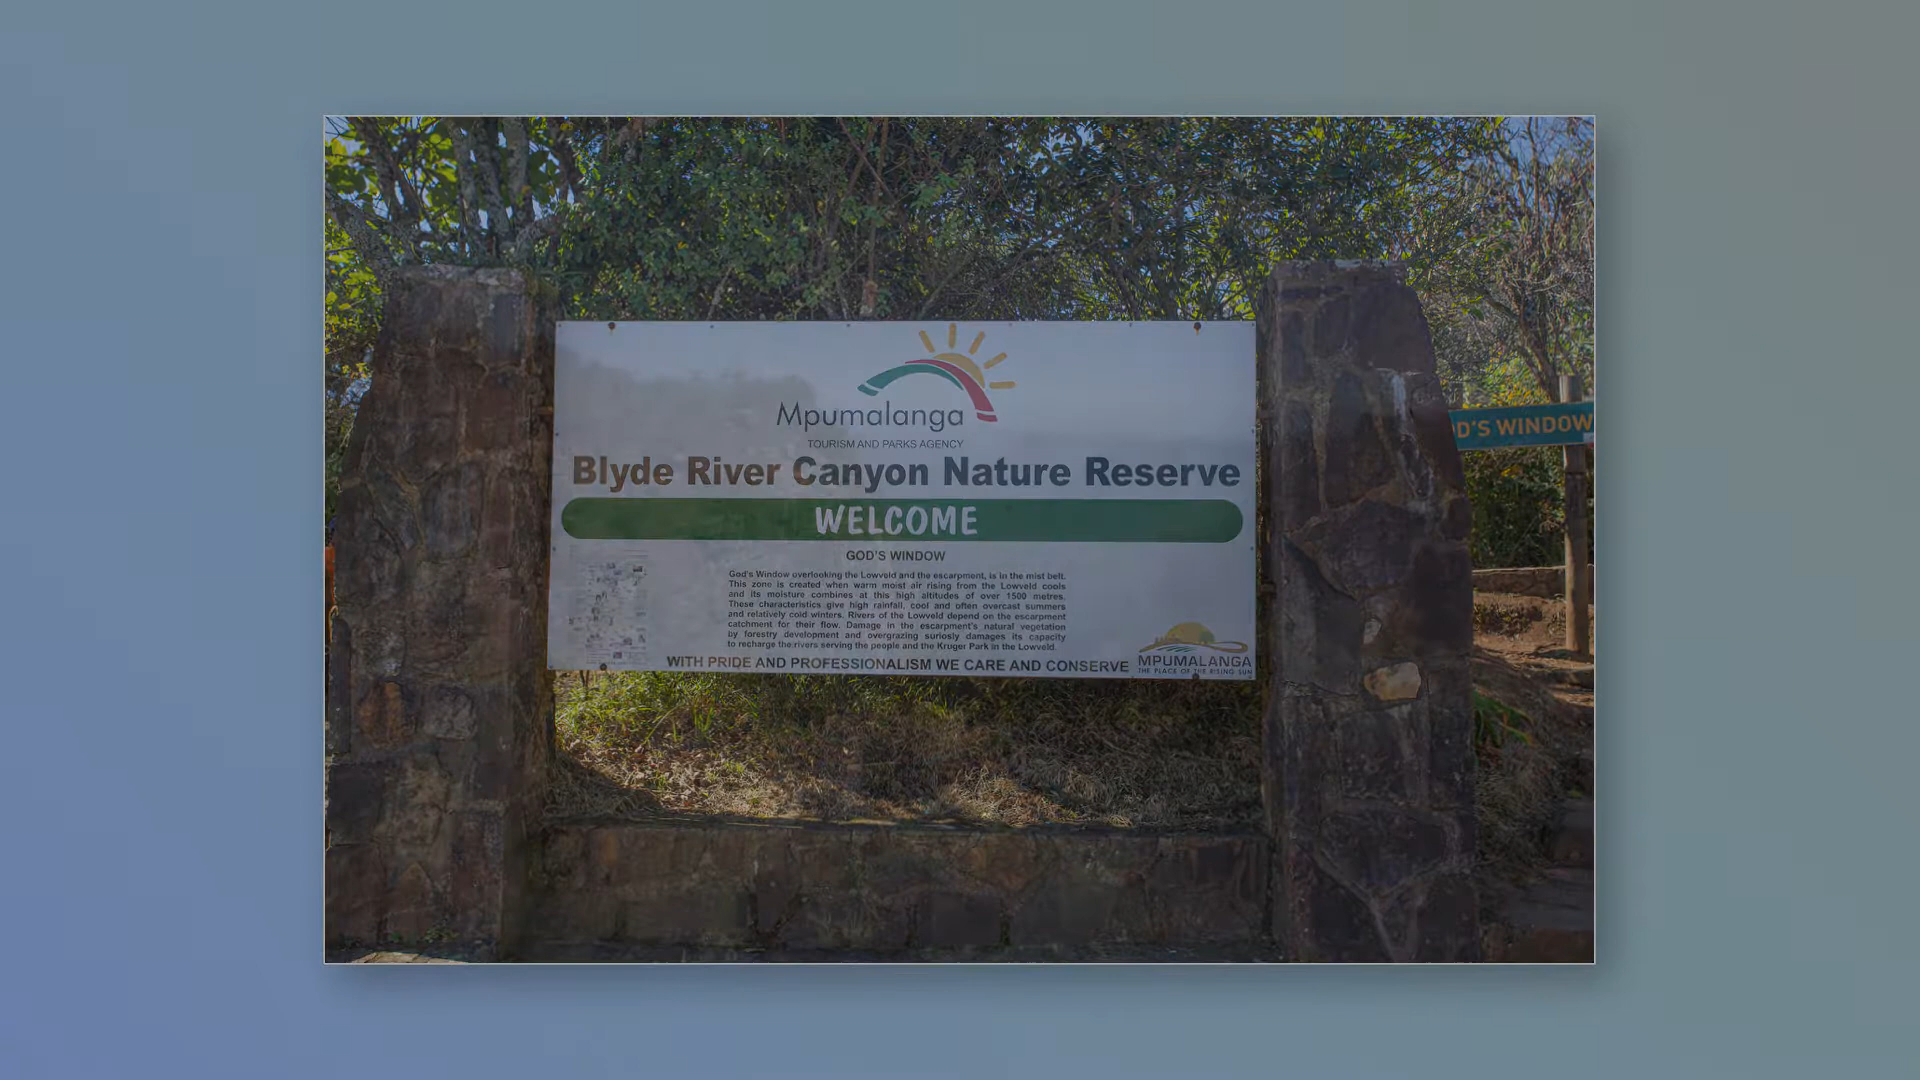 Mpumalanga
TOURISM AND PARKS AGENCY
Blyde River Canyon Nature Reserve
WELCOME
GOD'S WINDOW
God's Window overlooking the Lowveld and the escarpment, is in the mist belt.
This zone is created when warm moist air rising from the Lowveld cools
and its moisture combines at this high altitudes of over 1500 metres.
These characteristics give high rainfall, cool and often overcast summers
and relatively cold winters. Rivers of the Lowveld depend on the escarpment
catchment for their flow. Damage in the escarpment's natural vegetation
by forestry development and overgrazing suriosly damages its capacity
to recharge the rivers serving the people and the Kruger Park in the Lowveld.
WITH PRIDE AND PROFESSIONALISM WE CARE AND CONSERVE
MPUMALANGA
THE PLACE OF THE RISING SUN
D'S WINDOW